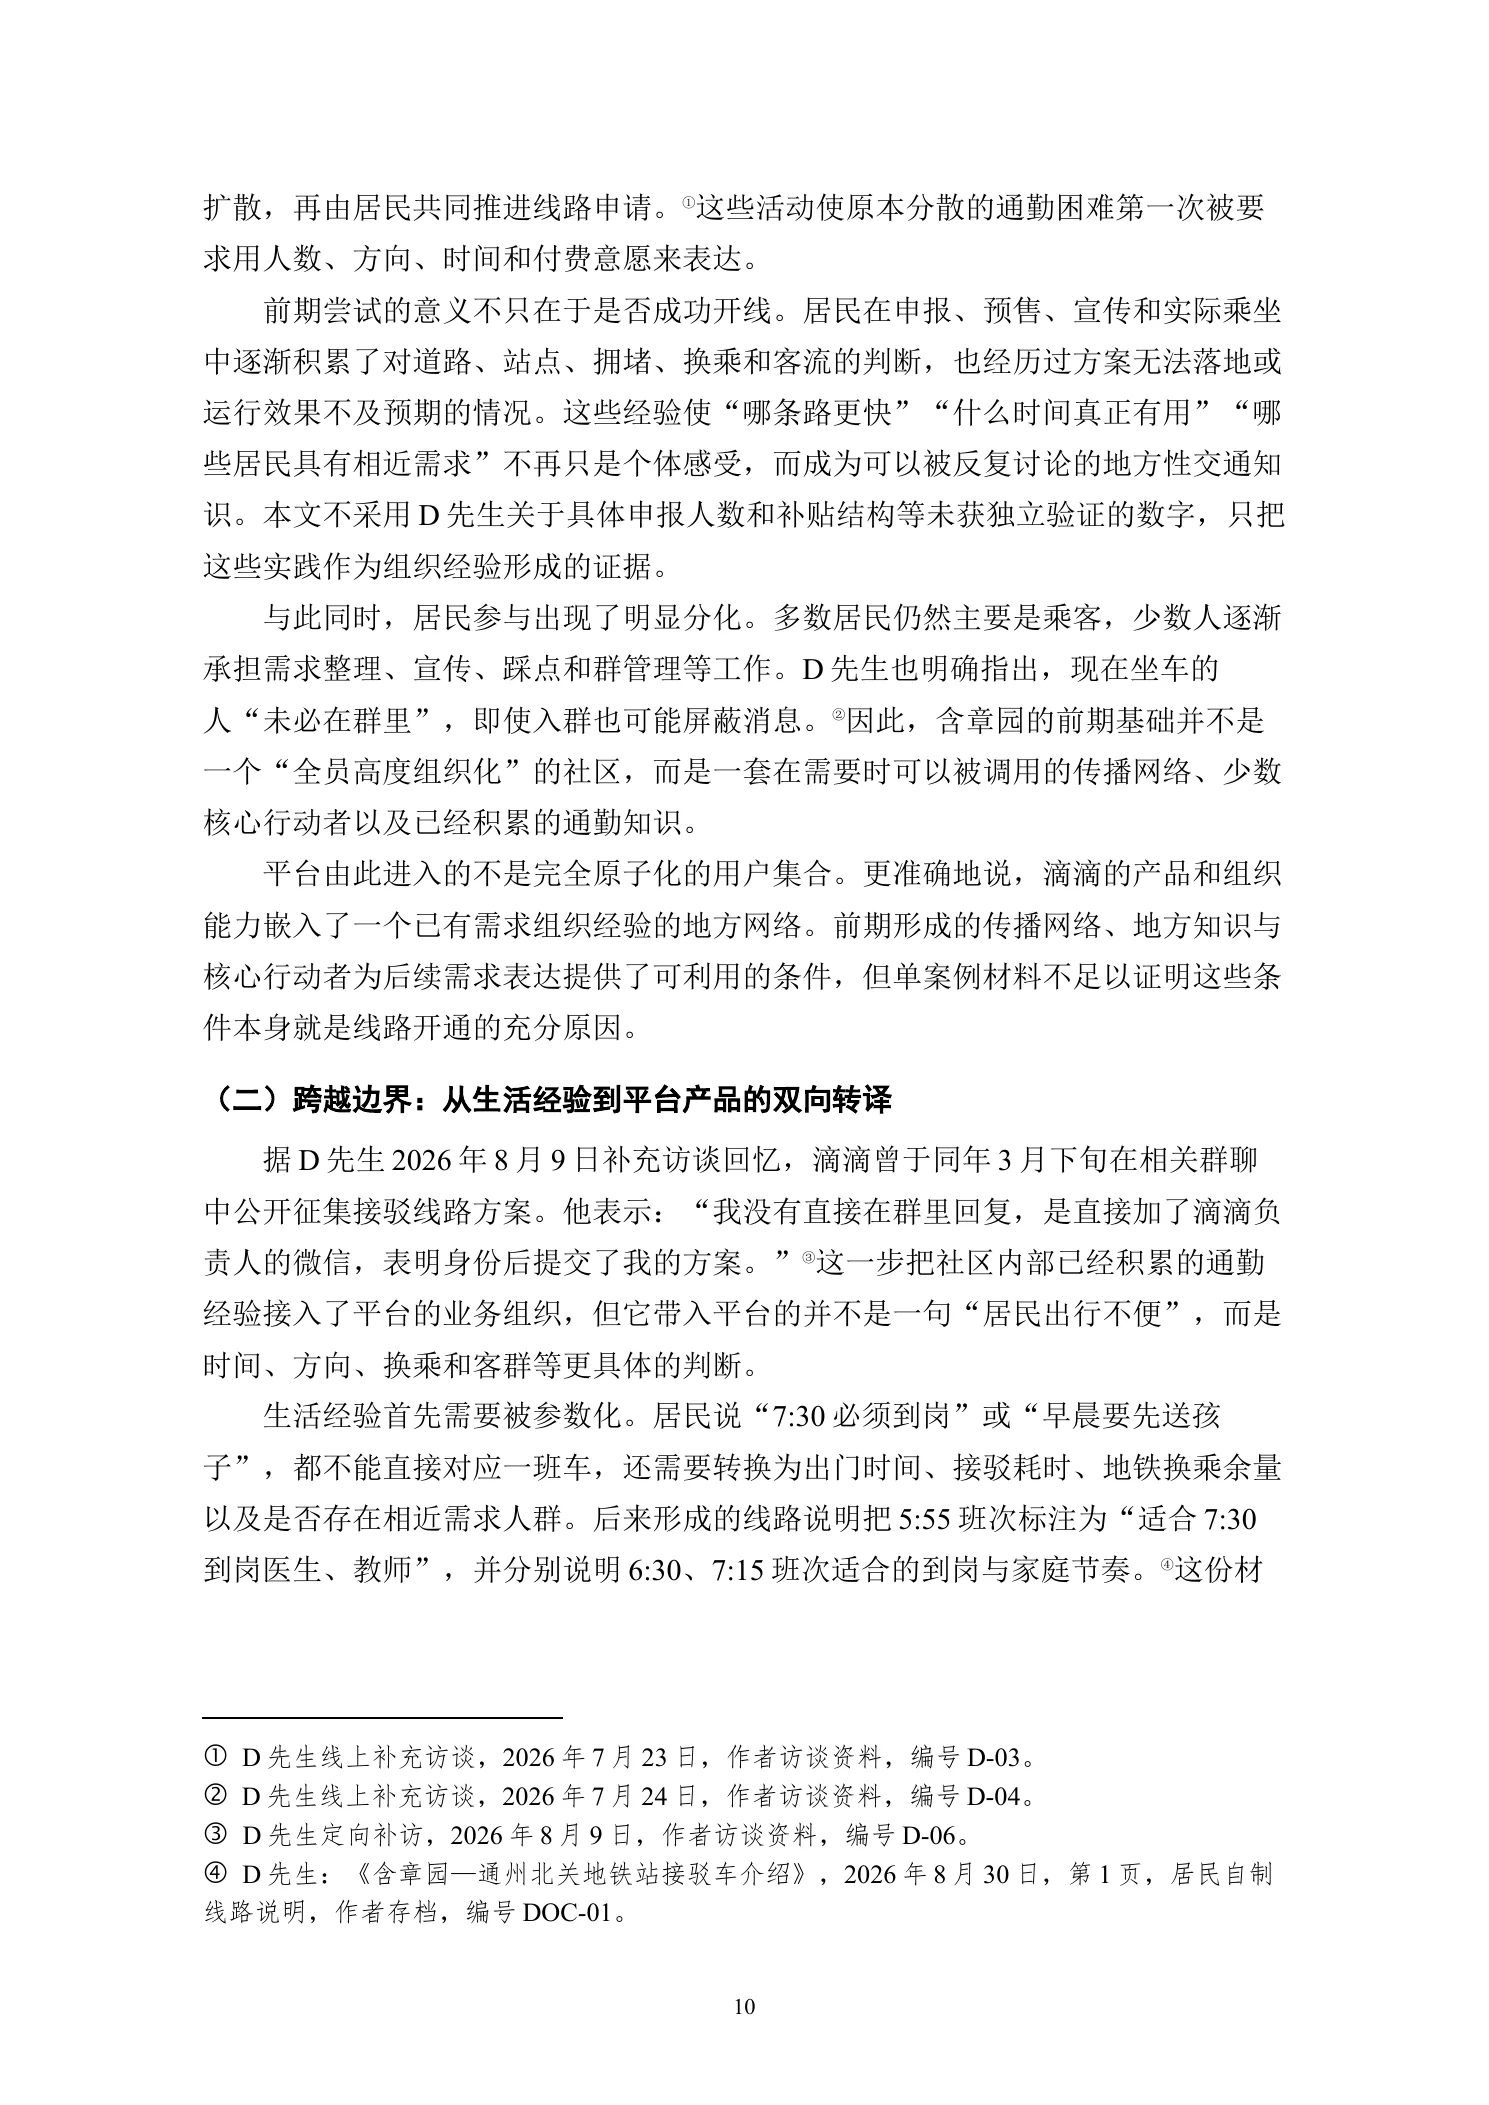 扩散，再由居民共同推进线路申请。①这些活动使原本分散的通勤困难第一次被要
求用人数、方向、时间和付费意愿来表达。
前期尝试的意义不只在于是否成功开线。居民在申报、预售、宣传和实际乘坐
中逐渐积累了对道路、站点、拥堵、换乘和客流的判断，也经历过方案无法落地或
运行效果不及预期的情况。这些经验使“哪条路更快”“什么时间真正有用”“哪
些居民具有相近需求”不再只是个体感受，而成为可以被反复讨论的地方性交通知
识。本文不采用 D 先生关于具体申报人数和补贴结构等未获独立验证的数字，只把
这些实践作为组织经验形成的证据。
与此同时，居民参与出现了明显分化。多数居民仍然主要是乘客，少数人逐渐
承担需求整理、宣传、踩点和群管理等工作。D 先生也明确指出，现在坐车的
人“未必在群里”，即使入群也可能屏蔽消息。②因此，含章园的前期基础并不是
一个“全员高度组织化”的社区，而是一套在需要时可以被调用的传播网络、少数
核心行动者以及已经积累的通勤知识。
平台由此进入的不是完全原子化的用户集合。更准确地说，滴滴的产品和组织
能力嵌入了一个已有需求组织经验的地方网络。前期形成的传播网络、地方知识与
核心行动者为后续需求表达提供了可利用的条件，但单案例材料不足以证明这些条
件本身就是线路开通的充分原因。
（二）跨越边界：从生活经验到平台产品的双向转译
据 D 先生 2026 年 8 月 9 日补充访谈回忆，滴滴曾于同年 3 月下旬在相关群聊
中公开征集接驳线路方案。他表示：“我没有直接在群里回复，是直接加了滴滴负
责人的微信，表明身份后提交了我的方案。”③这一步把社区内部已经积累的通勤
经验接入了平台的业务组织，但它带入平台的并不是一句“居民出行不便”，而是
时间、方向、换乘和客群等更具体的判断。
生活经验首先需要被参数化。居民说“7:30 必须到岗”或“早晨要先送孩
子”，都不能直接对应一班车，还需要转换为出门时间、接驳耗时、地铁换乘余量
以及是否存在相近需求人群。后来形成的线路说明把 5:55 班次标注为“适合 7:30
到岗医生、教师”，并分别说明 6:30、7:15 班次适合的到岗与家庭节奏。④这份材
① D 先生线上补充访谈，2026 年 7 月 23 日，作者访谈资料，编号 D-03。
② D 先生线上补充访谈，2026 年 7 月 24 日，作者访谈资料，编号 D-04。
③ D 先生定向补访，2026 年 8 月 9 日，作者访谈资料，编号 D-06。
④ D 先生：《含章园—通州北关地铁站接驳车介绍》，2026 年 8 月 30 日，第 1 页，居民自制
线路说明，作者存档，编号 DOC-01。
10